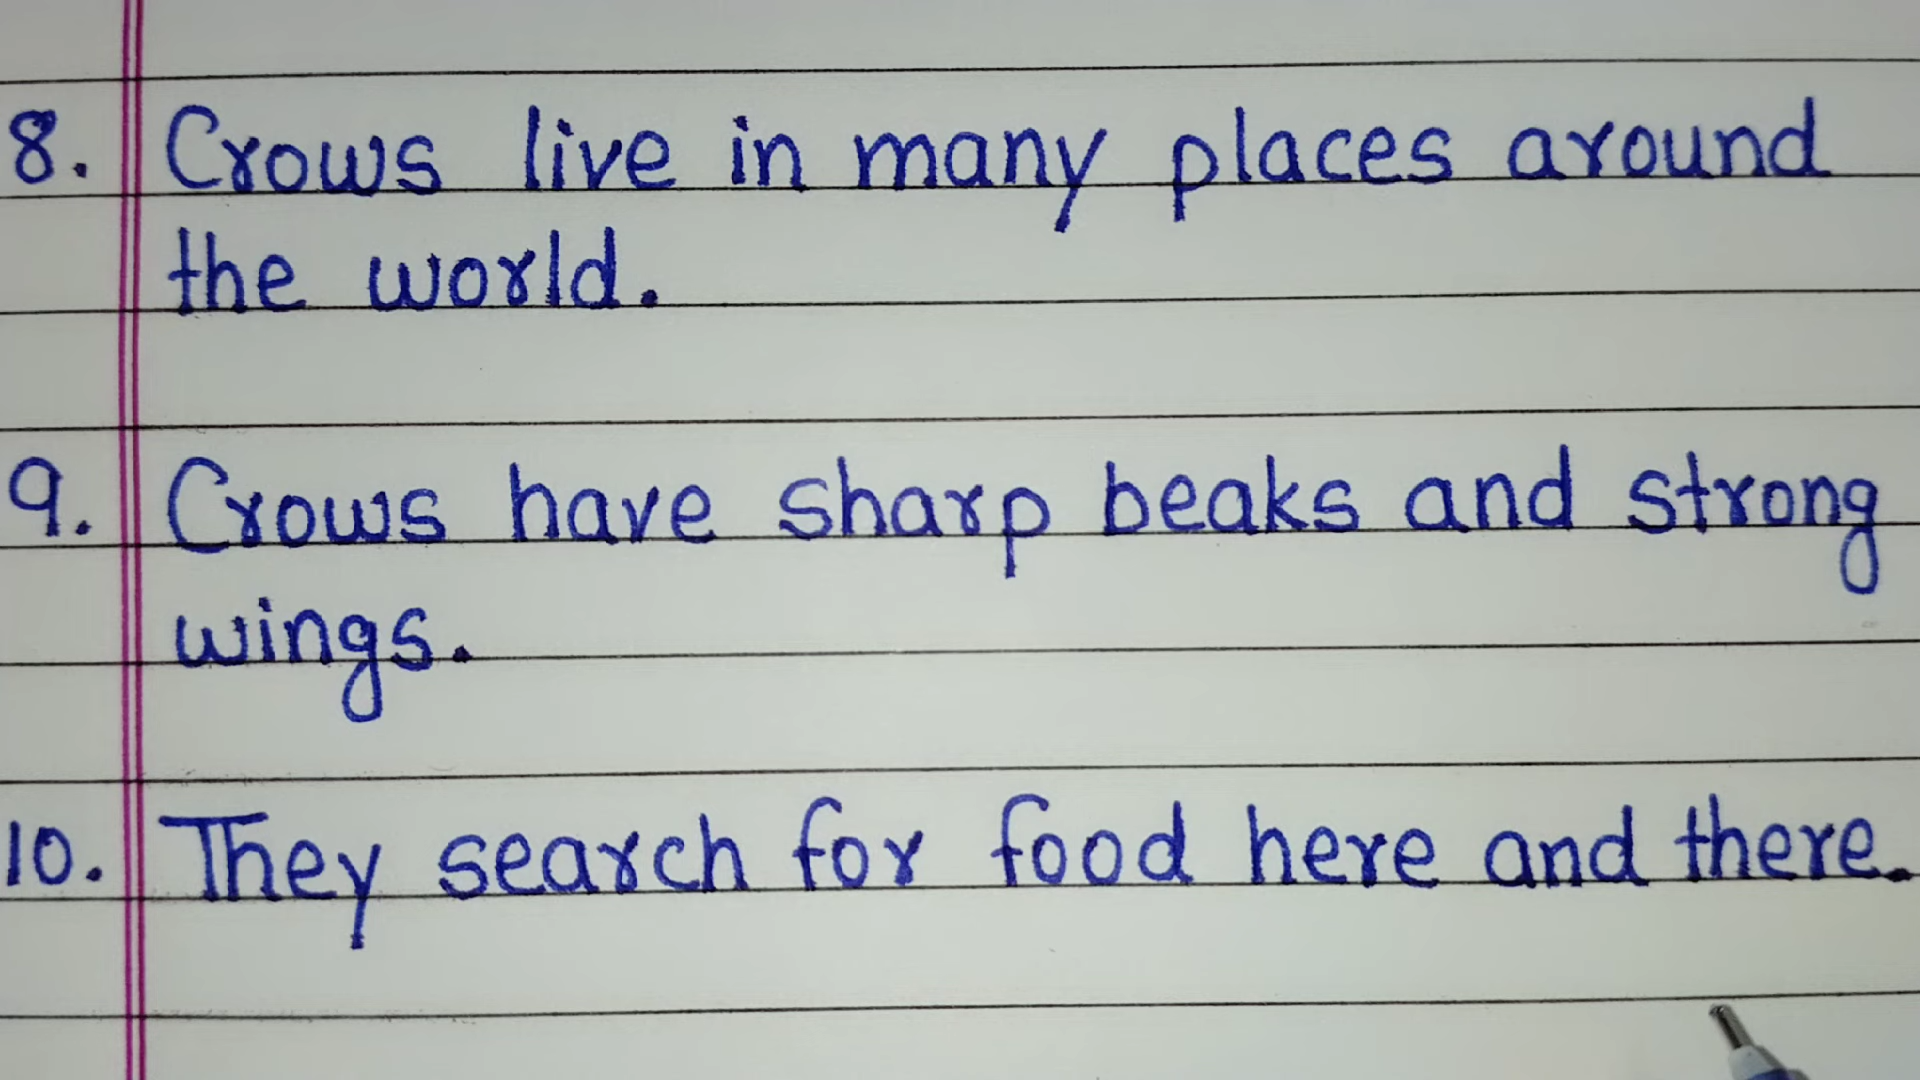 8. Crows live in many places around
the world.
9. Crows have sharp beaks and strong
wings.
10. They search for food here and there.